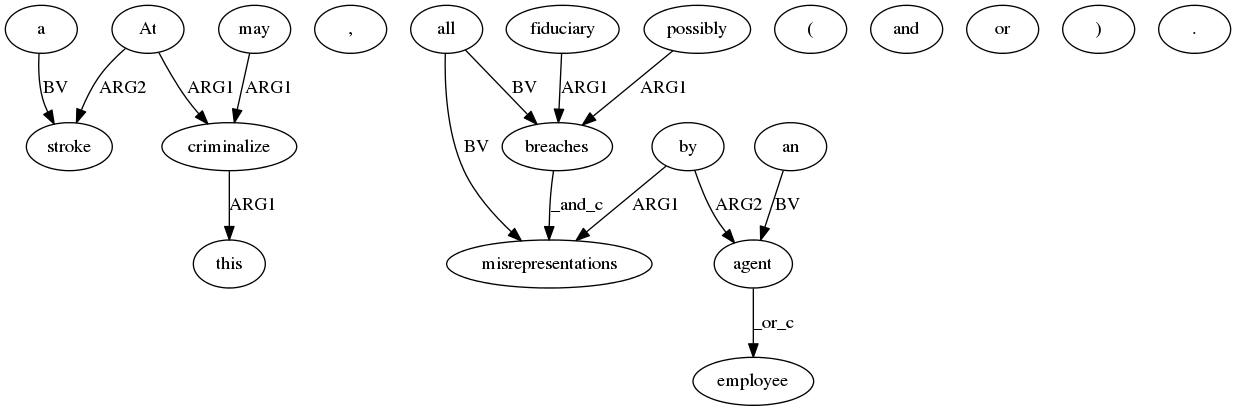 a At may , all fiduciary possibly ( and or ) .
BV ARG2 ARG1 ARG1 BV ARG1 ARG1
stroke criminalize breaches by an
BV
ARG1 _and_c ARG1 ARG2 BV
this misrepresentations agent
_or_c
employee